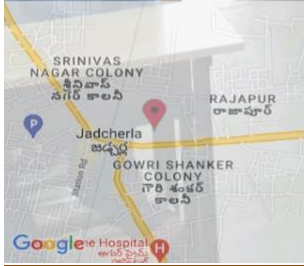 SRINIVAS
NAGAR COLONY
శ్రీనివాస్
నగర్ కాలనీ
RAJAPUR
రాజాపూర్
P
Jadcherla
జడ్చర్ల
Station Rd
GOWRI SHANKER
COLONY
గౌరి శంకర్
కాలనీ
Google
Hospital
H